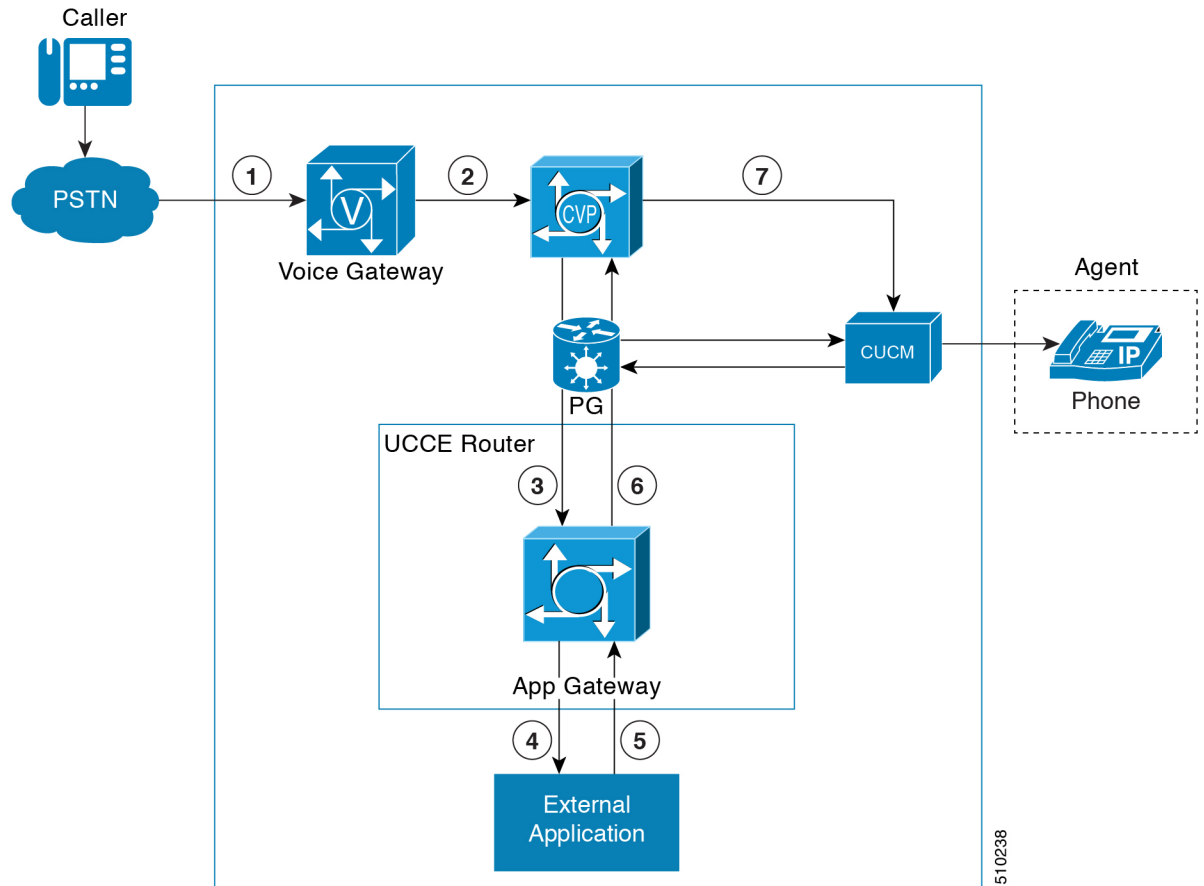 Caller
PSTN
1
Voice Gateway
2
CVP
7
Agent
CUCM
IP
Phone
PG
UCCE Router
3
6
App Gateway
4
5
External
Application
510238
V